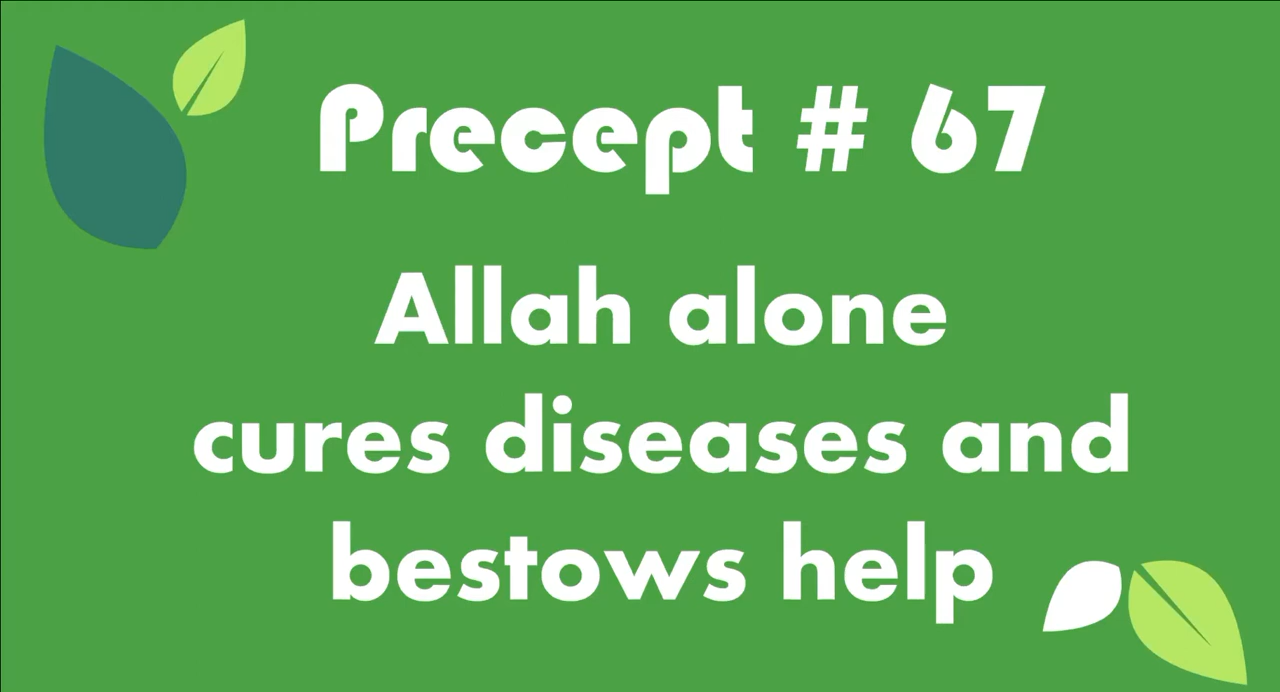 Precept # 67
Allah alone
cures diseases and
bestows help